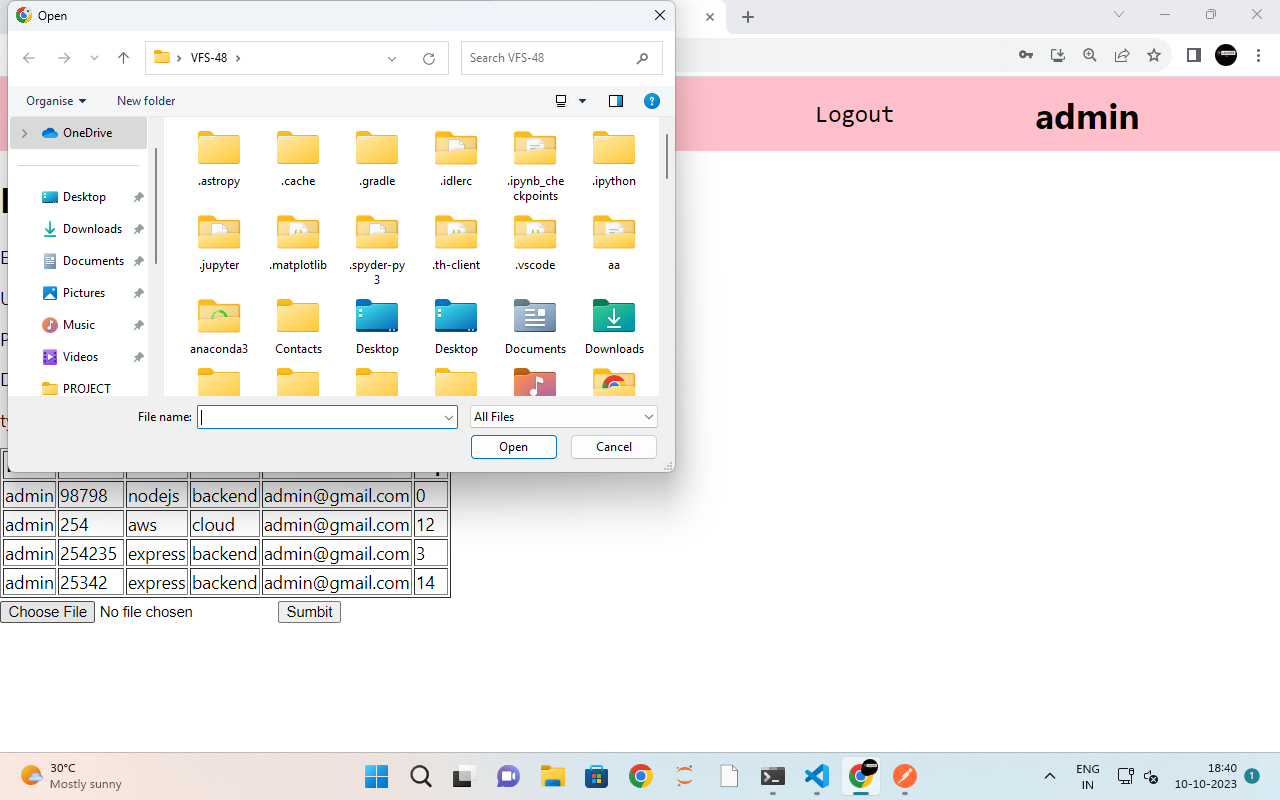 Open
VFS-48
Search VFS-48
Organise
New folder
OneDrive
Desktop
Downloads
Documents
Pictures
Music
Videos
PROJECT
.astropy
.cache
.gradle
.idlerc
.ipynb_che
ckpoints
.ipython
.jupyter
.matplotlib
.spyder-py
3
.th-client
.vscode
aa
anaconda3
Contacts
Desktop
Desktop
Documents
Downloads
File name:
All Files
Open
Cancel
Logout
admin
admin 98798 nodejs backend admin@gmail.com 0
admin 254 aws cloud admin@gmail.com 12
admin 254235 express backend admin@gmail.com 3
admin 25342 express backend admin@gmail.com 14
Choose File No file chosen Sumbit
30°C
Mostly sunny
ENG
IN
18:40
10-10-2023
1